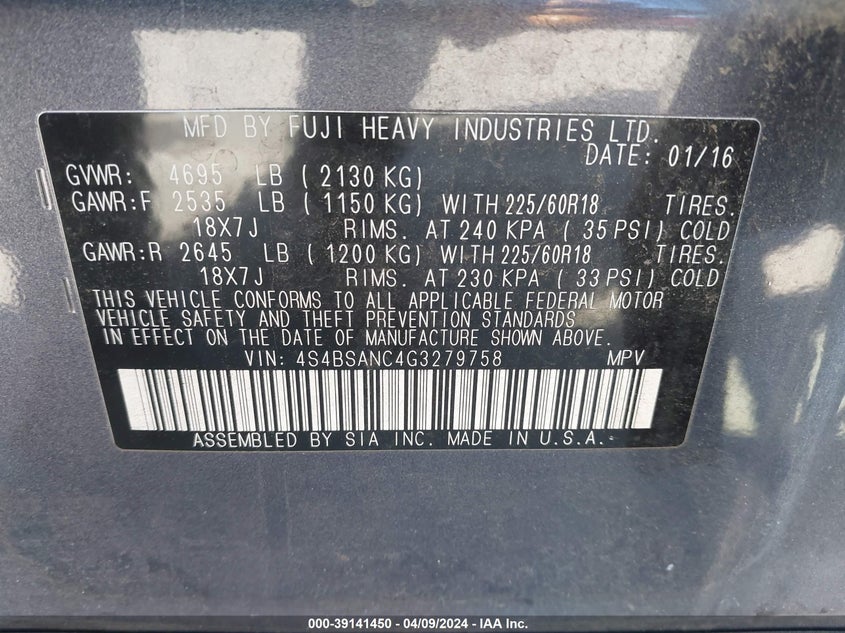 MFD BY FUJI HEAVY INDUSTRIES LTD.
DATE: 01/16
GVWR: 4695 LB ( 2130 KG)
GAWR:F 2535 LB ( 1150 KG) WITH 225/60R18 TIRES.
18X7J RIMS. AT 240 KPA ( 35 PSI) COLD
GAWR:R 2645 LB ( 1200 KG) WITH 225/60R18 TIRES.
18X7J RIMS. AT 230 KPA ( 33 PSI) COLD
THIS VEHICLE CONFORMS TO ALL APPLICABLE FEDERAL MOTOR
VEHICLE SAFETY AND THEFT PREVENTION STANDARDS
IN EFFECT ON THE DATE OF MANUFACTURE SHOWN ABOVE.
VIN: 4S4BSANC4G3279758 MPV
ASSEMBLED BY SIA INC. MADE IN U.S.A.
000-39141450 - 04/09/2024 - IAA Inc.